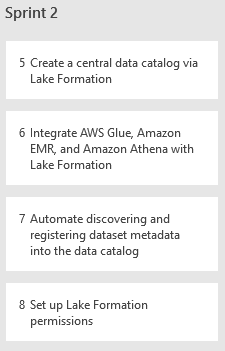 Sprint 2
5 Create a central data catalog via
Lake Formation
6 Integrate AWS Glue, Amazon
EMR, and Amazon Athena with
Lake Formation
7 Automate discovering and
registering dataset metadata
into the data catalog
8 Set up Lake Formation
permissions